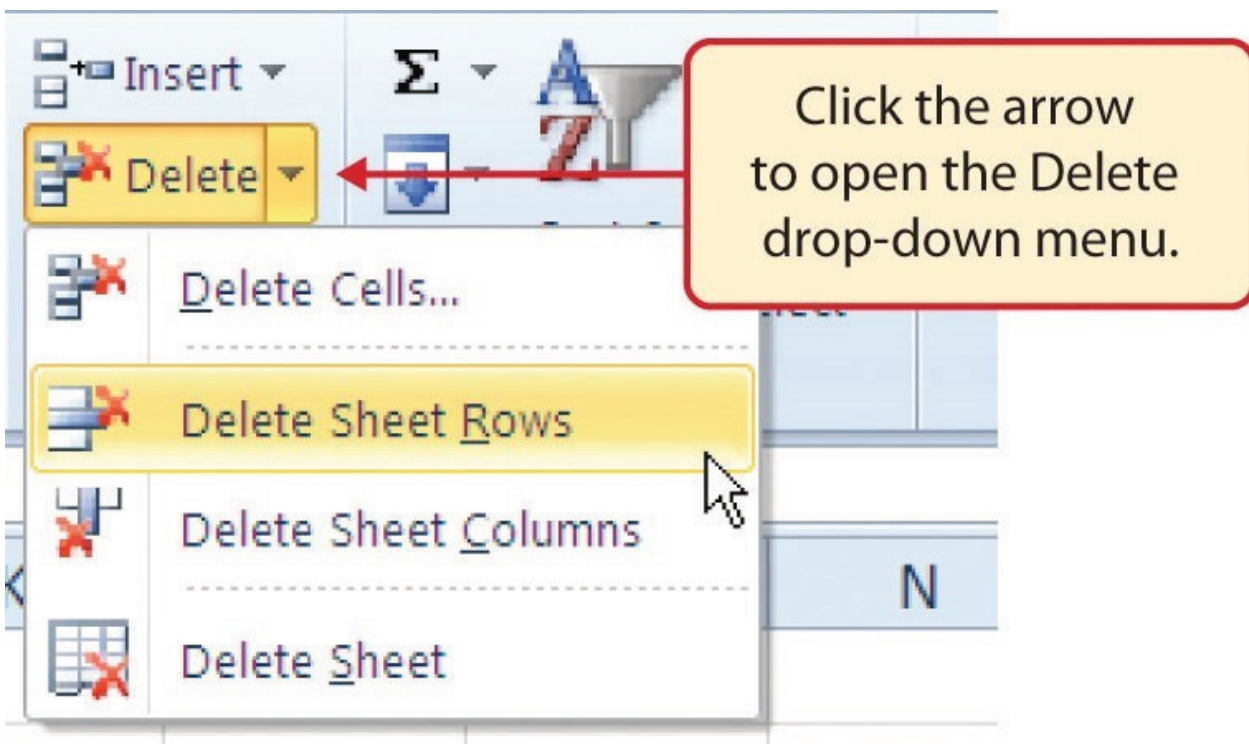 Insert
Σ
Delete
Click the arrow
to open the Delete
drop-down menu.
Delete Cells...
Delete Sheet Rows
Delete Sheet Columns
N
Delete Sheet